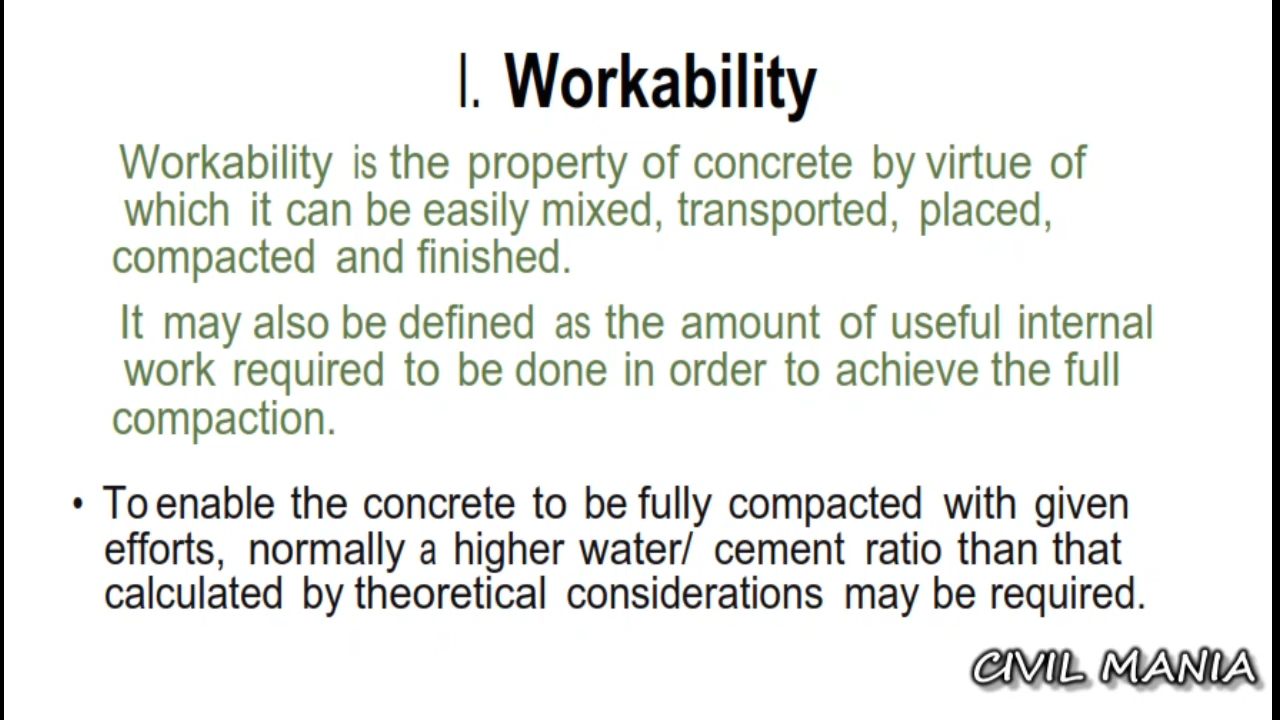 I. Workability
Workability is the property of concrete by virtue of
which it can be easily mixed, transported, placed,
compacted and finished.
It may also be defined as the amount of useful internal
work required to be done in order to achieve the full
compaction.
• To enable the concrete to be fully compacted with given
efforts, normally a higher water/ cement ratio than that
calculated by theoretical considerations may be required.
CIVIL MANIA